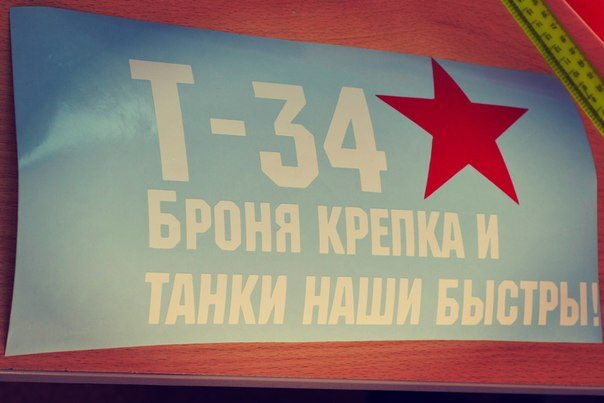 Т-34
БРОНЯ КРЕПКА И
ТАНКИ НАШИ БЫСТРЫ!